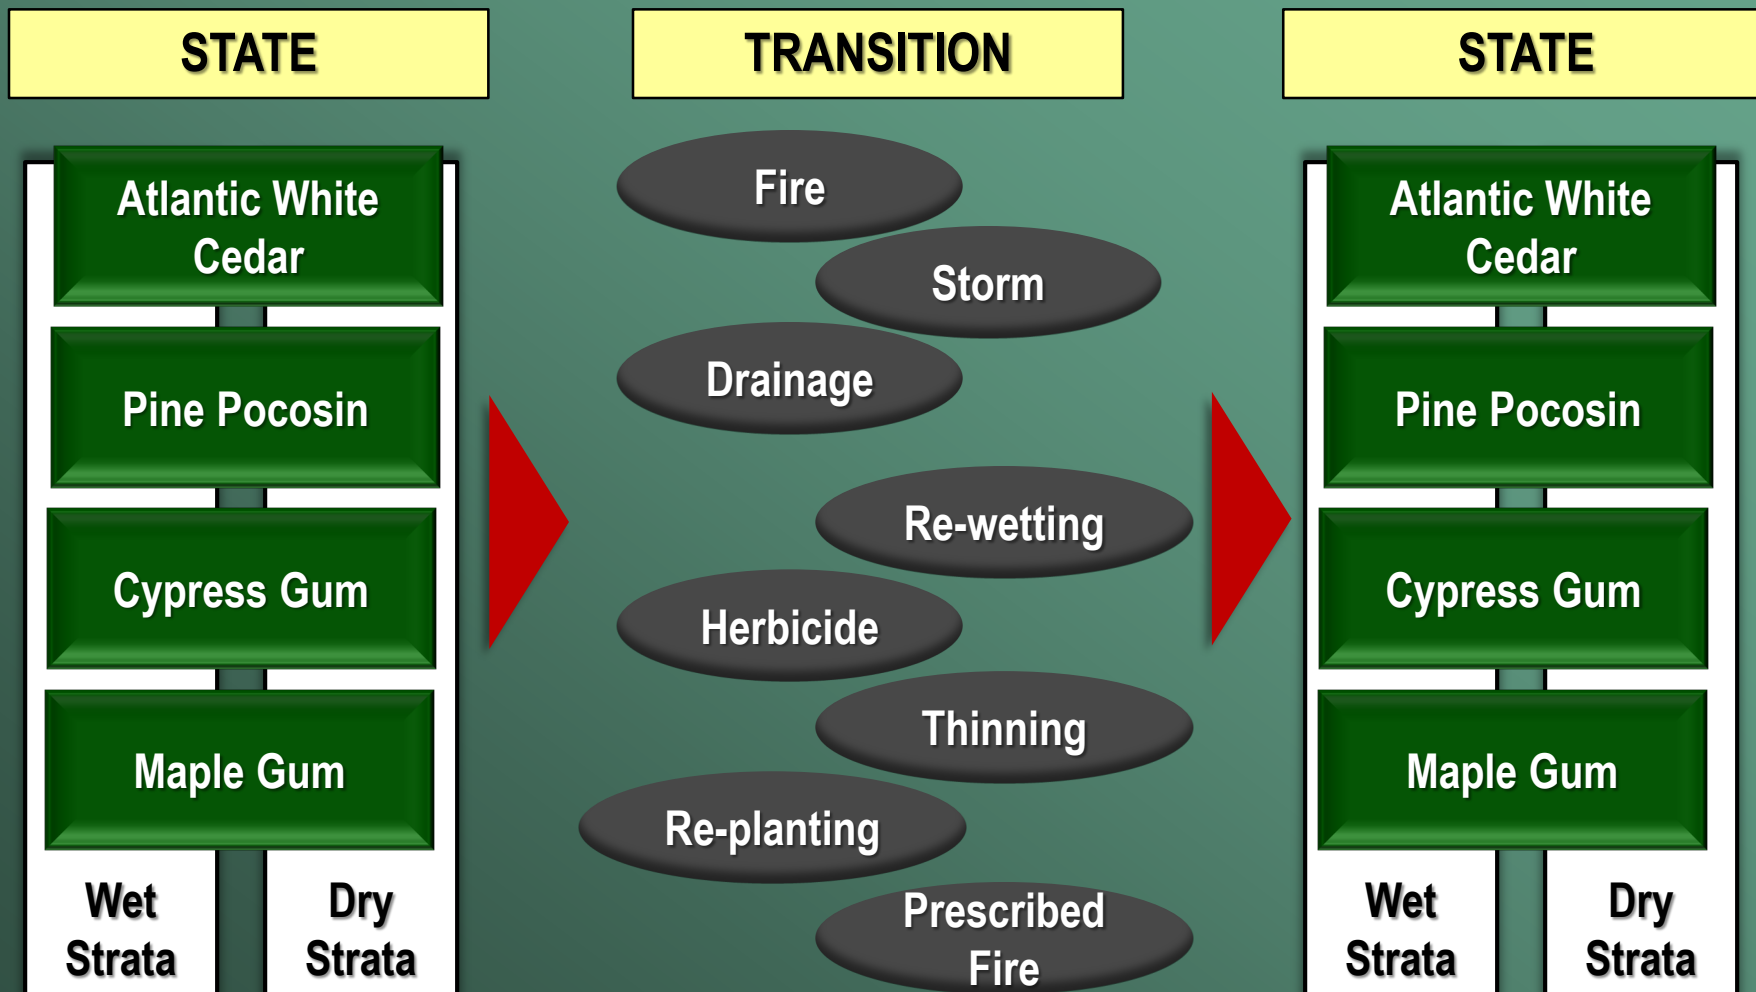 STATE
Atlantic White
Cedar
Pine Pocosin
Cypress Gum
Maple Gum
Wet
Strata
Dry
Strata
TRANSITION
Fire
Storm
Drainage
Re-wetting
Herbicide
Thinning
Re-planting
Prescribed
Fire
STATE
Atlantic White
Cedar
Pine Pocosin
Cypress Gum
Maple Gum
Wet
Strata
Dry
Strata